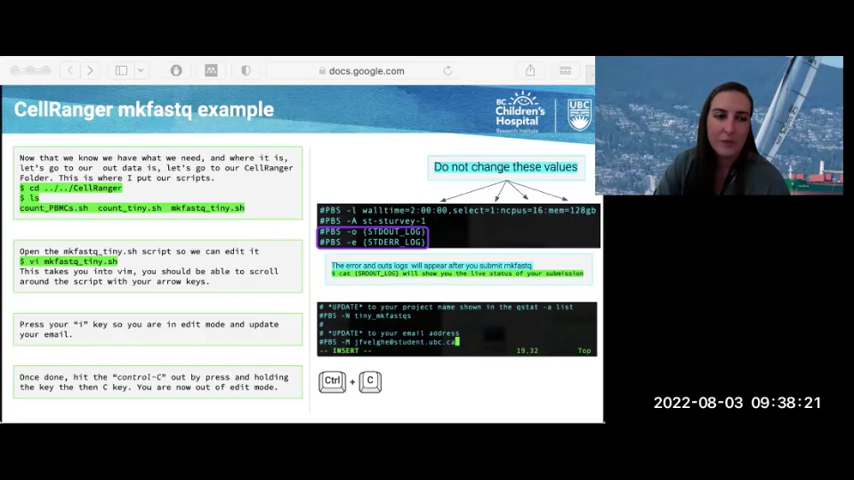 docs.google.com
CellRanger mkfastq example
BC
Children's
Hospital
Research Institute
UBC
Now that we know we have what we need, and where it is,
let's go to our out data is, let's go to our CellRanger
Folder. This is where I put our scripts.
$ cd ../../CellRanger
$ ls
count_PBMCs.sh count_tiny.sh mkfastq_tiny.sh
Open the mkfastq_tiny.sh script so we can edit it
$ vi mkfastq_tiny.sh
This takes you into vim, you should be able to scroll
around the script with your arrow keys.
Press your "i" key so you are in edit mode and update
your email.
Once done, hit the "control-C" out by press and holding
the key the then C key. You are now out of edit mode.
Do not change these values
#PBS -l walltime=2:00:00,select=1:ncpus=16:mem=128gb
#PBS -A st-sturvey-1
#PBS -o {STDOUT_LOG}
#PBS -e {STDERR_LOG}
The error and outs logs will appear after you submit mkfastq.
$ cat {SRDOUT_LOG} will show you the live status of your submission
# *UPDATE* to your project name shown in the qstat -a list
#PBS -N tiny_mkfastqs
#
# *UPDATE* to your email address
#PBS -M jfvelghe@student.ubc.ca
-- INSERT -- 19,32 Top
Ctrl + C
2022-08-03 09:38:21